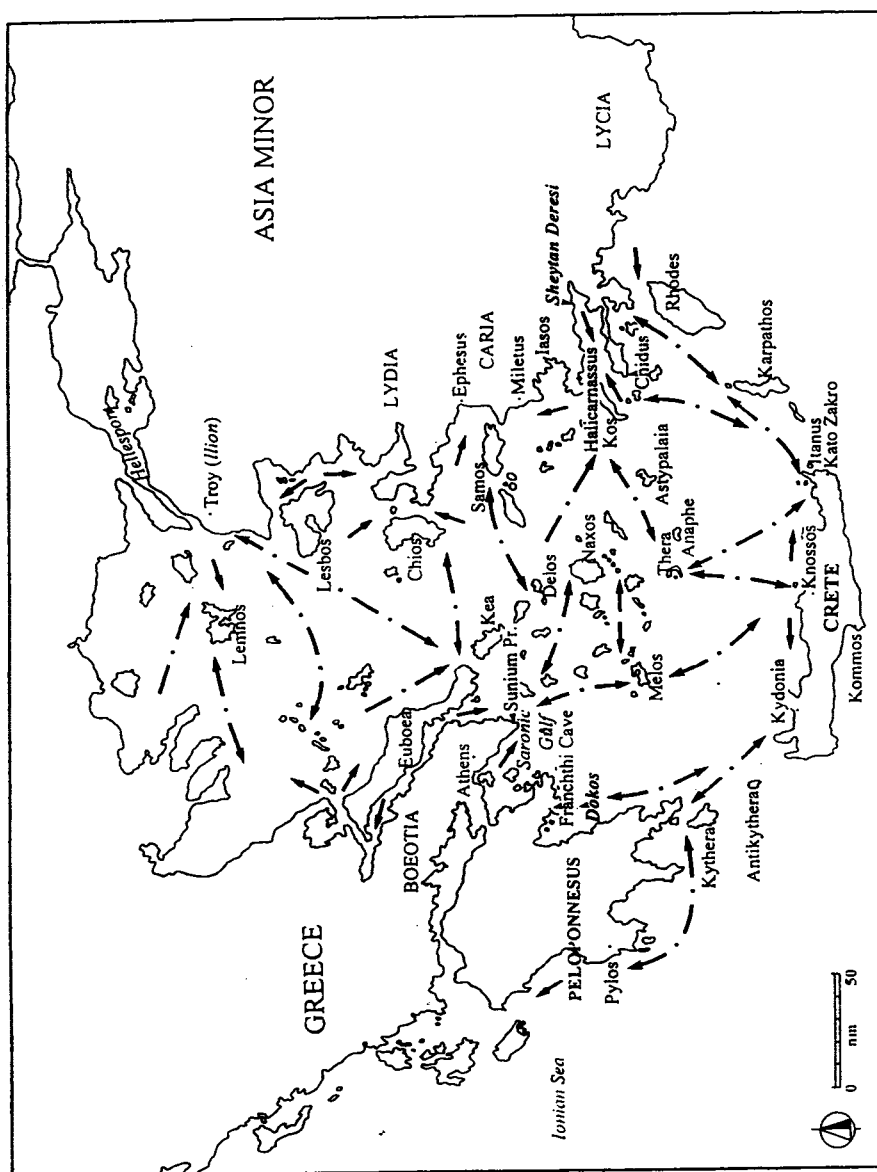 GREECE
ASIA MINOR
Hellespont
Troy (Ilion)
Lemnos
Lesbos
LYDIA
Chios
Euboea
BOEOTIA
Athens
Saronic
Gulf
Sunium Pr.
Kea
Samos
Ephesus
CARIA
Miletus
Iasos
Sheytan Deresi
LYCIA
Halicarnassus
Kos
Cnidus
Rhodes
Karpathos
Delos
Naxos
Astypalaia
Thera
Anaphe
Melos
Franchthi Cave
Dokos
PELOPONNESUS
Pylos
Ionian Sea
Kythera
Antikythera
Kydonia
Knossos
CRETE
Kommos
Itanus
Kato Zakro
0 nm 50